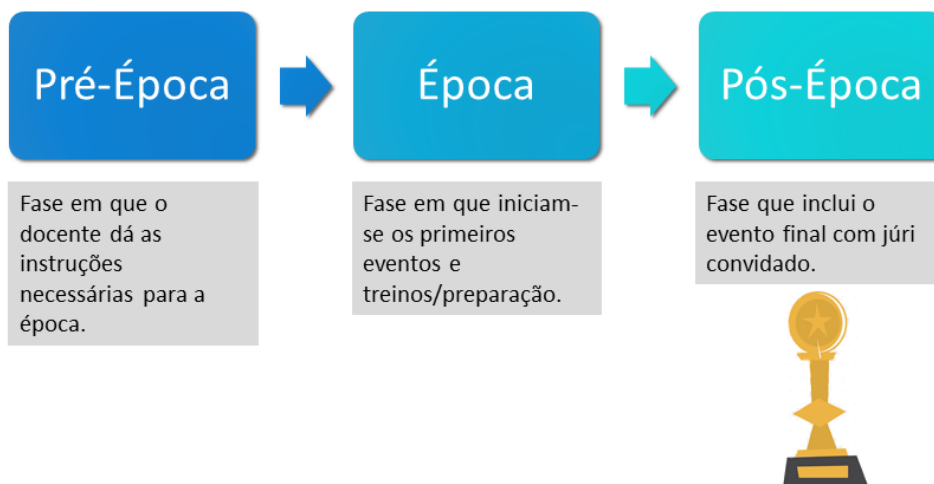 Pré-Época
Época
Pós-Época
Fase em que o
docente dá as
instruções
necessárias para a
época.
Fase em que iniciam-
se os primeiros
eventos e
treinos/preparação.
Fase que inclui o
evento final com júri
convidado.